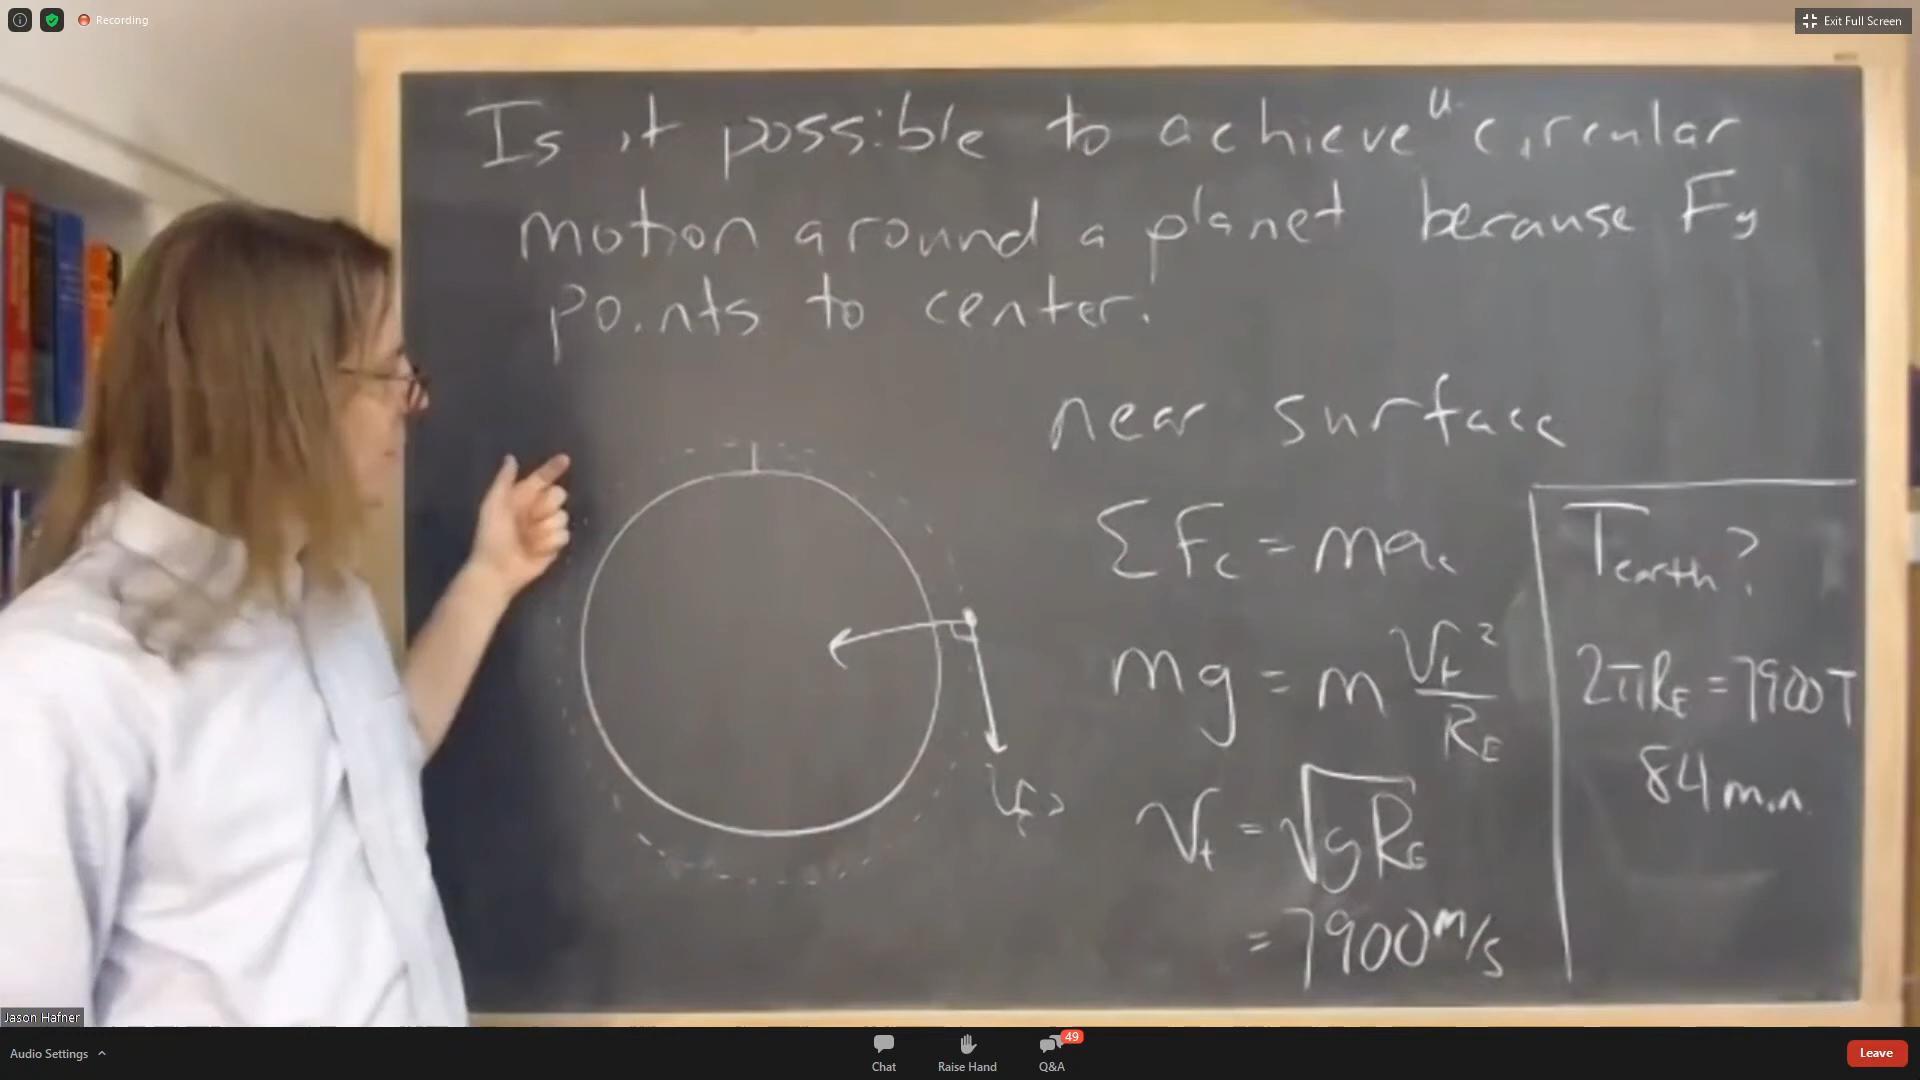 Recording
Exit Full Screen
Is it possible to achieve "circular
motion around a planet because Fg
points to center.
near surface
ΣFc = mac
mg = m vt²/RE
vt = √gRE
= 7900 m/s
Tearth?
2πRE = 7900T
84 min
Jason Hafner
Audio Settings
Chat
Raise Hand
Q&A
49
Leave